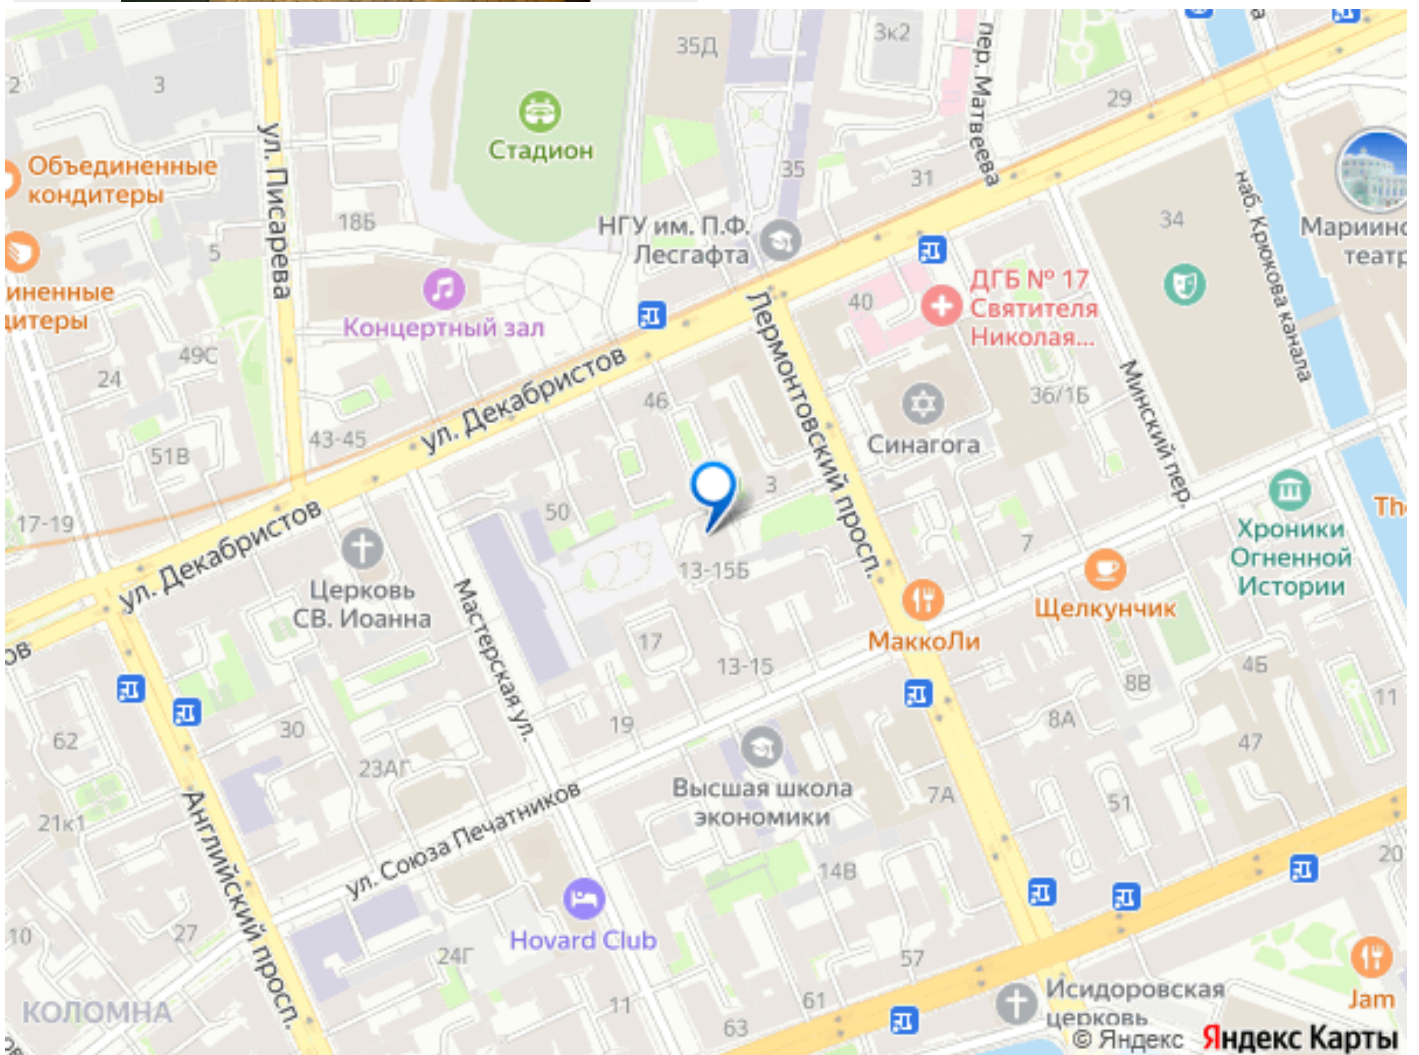 35Д
3к2
пер. Матвеева
2
3
29
ул. Писарева
Стадион
Объединенные
кондитеры
35
31
наб. Крюкова канала
18Б
НГУ им. П.Ф.
Лесгафта
34
Мариинс
театр
5
иненные
дитеры
Концертный зал
Лермонтовский просп.
40
ДГБ № 17
Святителя
Николая...
49С
24
ул. Декабристов
46
36/1Б
Минский пер.
43-45
Синагога
51В
3
17-19
50
Хроники
Огненной
Истории
ул. Декабристов
7
13-15Б
Церковь
СВ. Иоанна
Мастерская ул.
Щелкунчик
МаккоЛи
ов
17
13-15
4Б
8В
11
62
30
19
8А
47
23АГ
Высшая школа
экономики
7А
51
21к1
Английский просп.
ул. Союза Печатников
20
14В
10
27
Hovard Club
24Г
57
КОЛОМНА
11
61
63
Исидоровская
церковь
Jam
© Яндекс Яндекс Карты